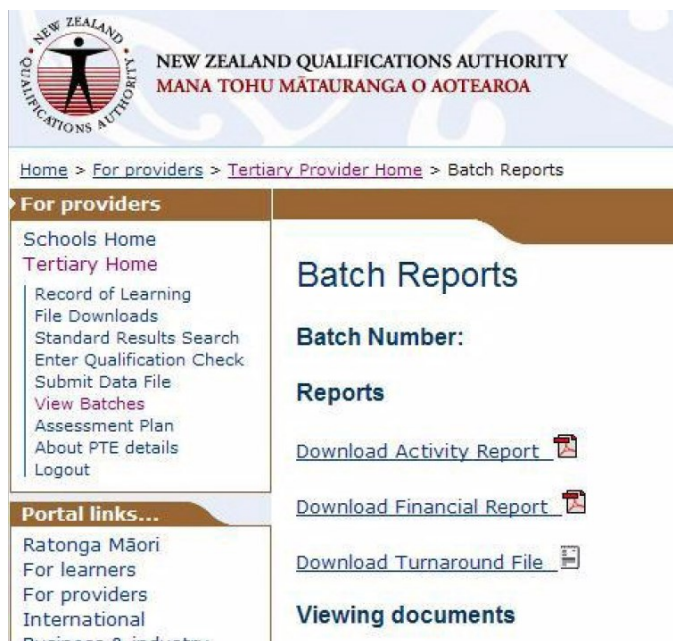 NEW ZEALAND
QUALIFICATIONS AUTHORITY
NEW ZEALAND QUALIFICATIONS AUTHORITY
MANA TOHU MĀTAURANGA O AOTEAROA
Home > For providers > Tertiary Provider Home > Batch Reports
For providers
Schools Home
Tertiary Home
Record of Learning
File Downloads
Standard Results Search
Enter Qualification Check
Submit Data File
View Batches
Assessment Plan
About PTE details
Logout
Portal links...
Ratonga Māori
For learners
For providers
International
Business & industry
Batch Reports
Batch Number:
Reports
Download Activity Report
Download Financial Report
Download Turnaround File
Viewing documents